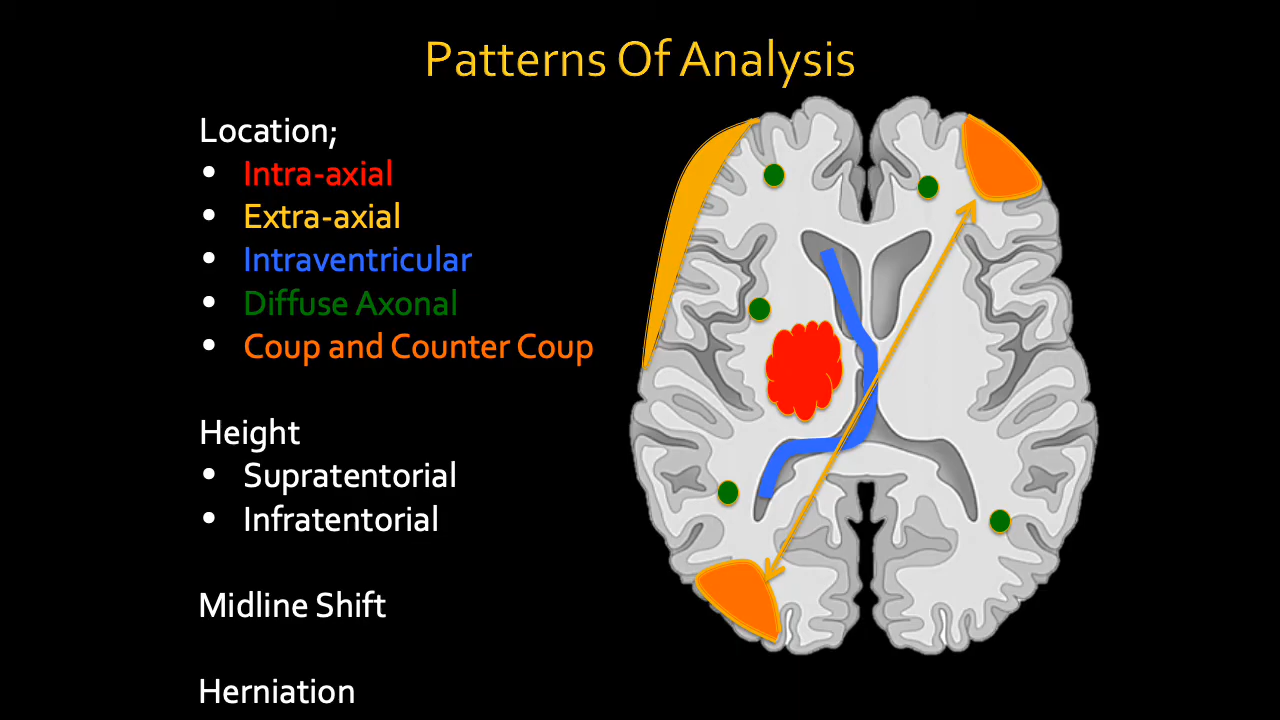 Patterns Of Analysis
Location;
• Intra-axial
• Extra-axial
• Intraventricular
• Diffuse Axonal
• Coup and Counter Coup
Height
• Supratentorial
• Infratentorial
Midline Shift
Herniation